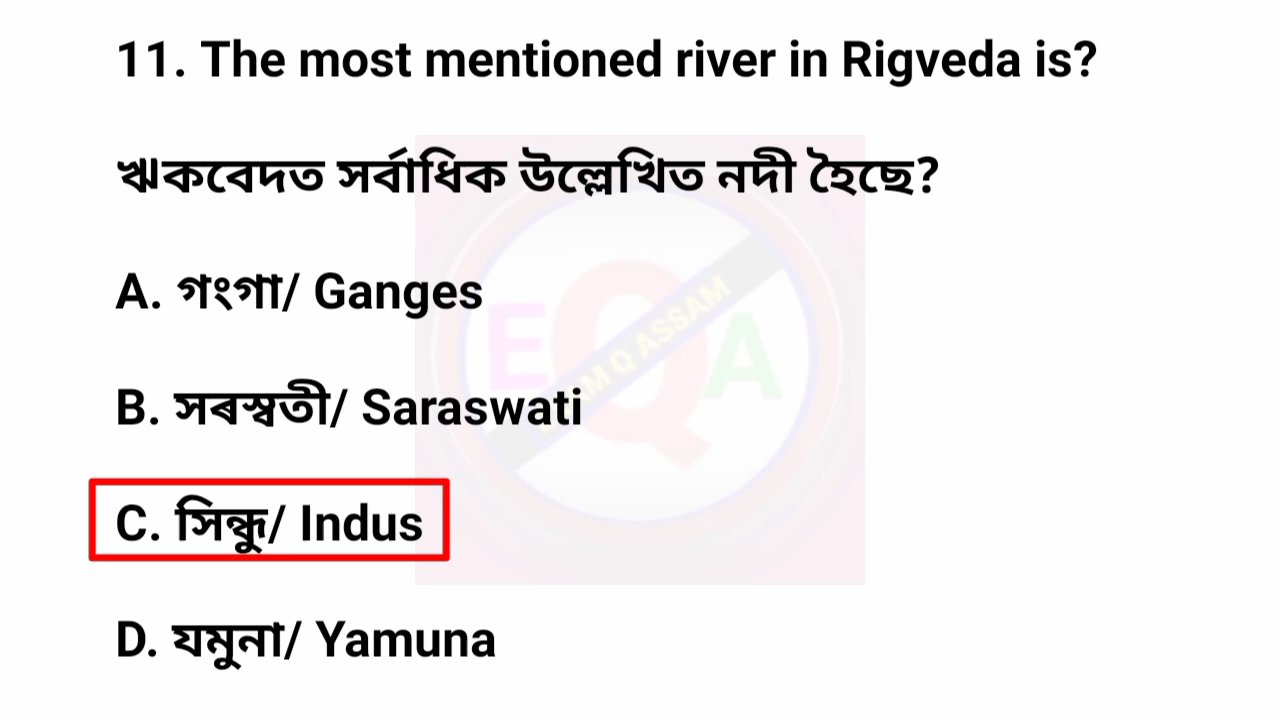 11. The most mentioned river in Rigveda is?
ঋকবেদত সৰ্বাধিক উল্লেখিত নদী হৈছে?
A. গংগা/ Ganges
B. সৰস্বতী/ Saraswati
C. সিন্ধু/ Indus
D. যমুনা/ Yamuna
E Q A
M Q ASSAM